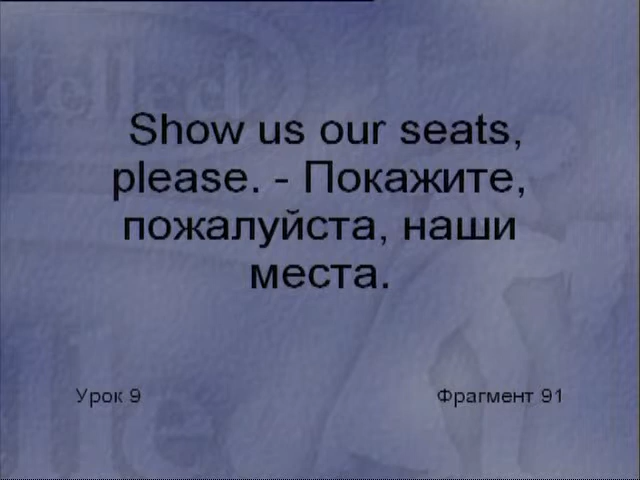 Show us our seats,
please. - Покажите,
пожалуйста, наши
места.
Урок 9
Фрагмент 91